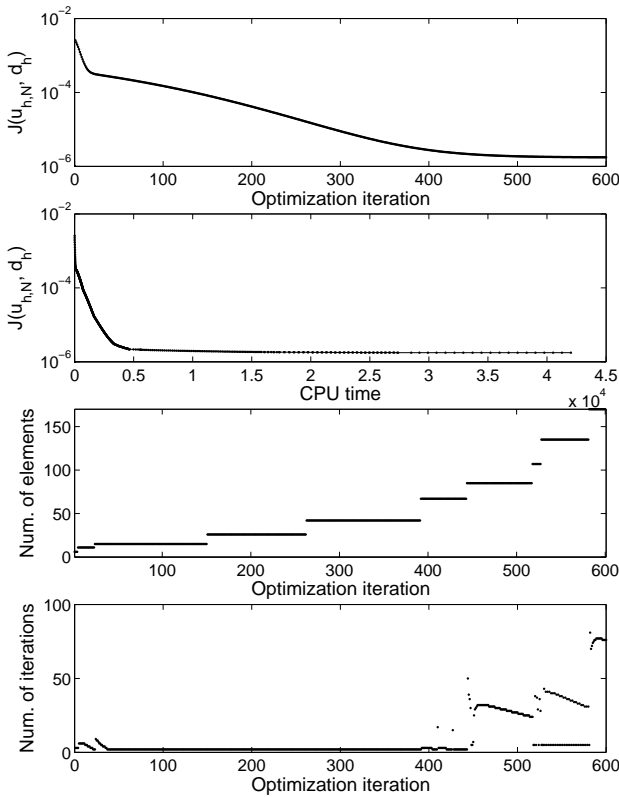 10^-2
10^-4
10^-6
J(u_h,N, d_h)
0 100 200 300 400 500 600
Optimization iteration
10^-2
10^-4
10^-6
J(u_h,N, d_h)
0 0.5 1 1.5 2 2.5 3 3.5 4 4.5
CPU time
x 10^4
150
100
50
0
Num. of elements
100 200 300 400 500 600
Optimization iteration
100
50
0
Num. of iterations
0 100 200 300 400 500 600
Optimization iteration